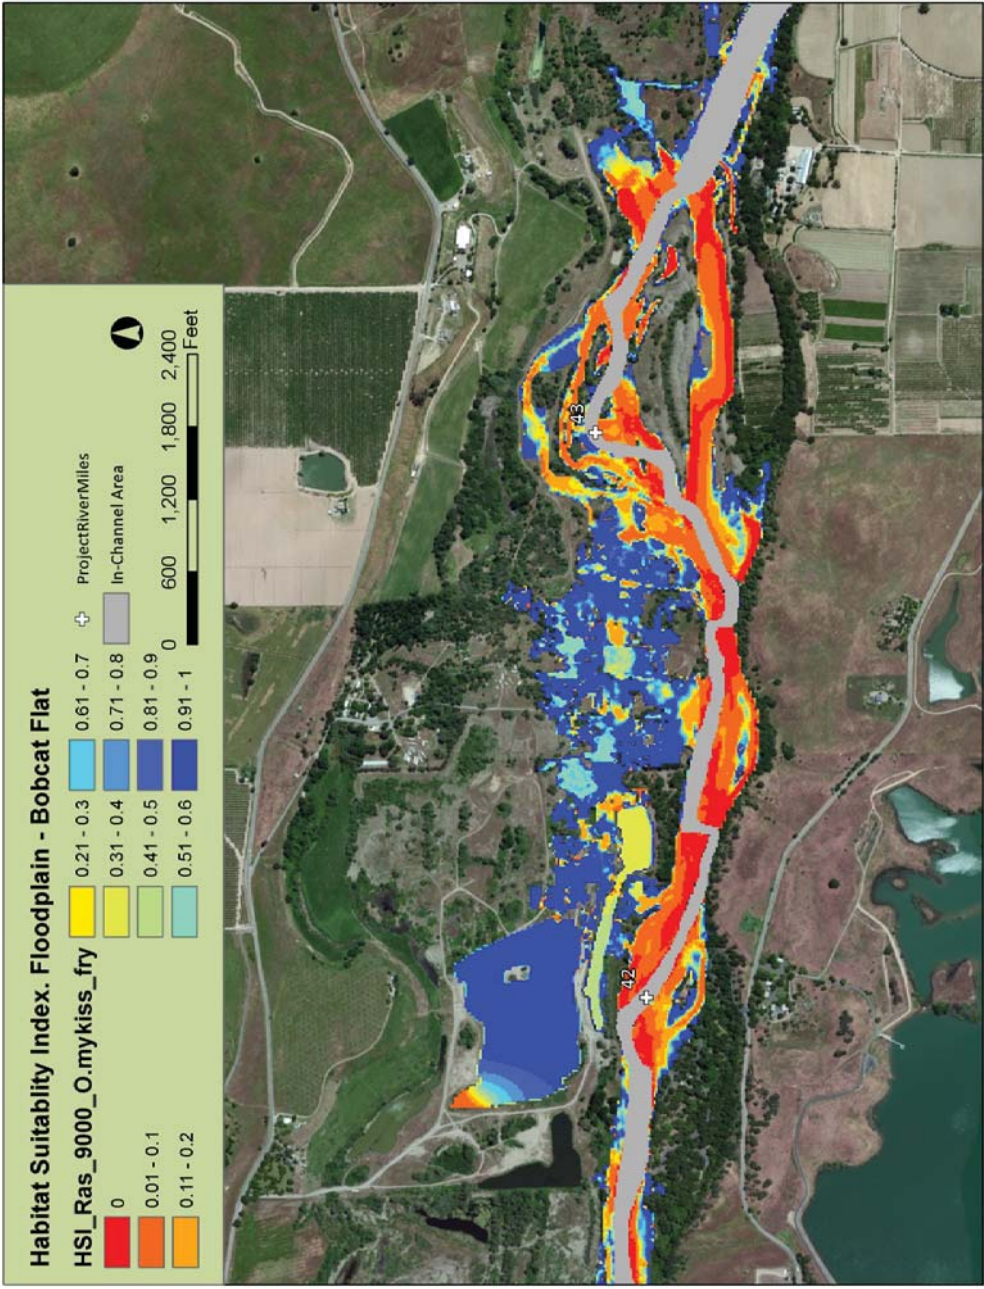 Habitat Suitablity Index. Floodplain - Bobcat Flat
HSI_Ras_9000_O.mykiss_fry
0
0.01 - 0.1
0.11 - 0.2
0.21 - 0.3
0.31 - 0.4
0.41 - 0.5
0.51 - 0.6
0.61 - 0.7
0.71 - 0.8
0.81 - 0.9
0.91 - 1
ProjectRiverMiles
In-Channel Area
0 600 1,200 1,800 2,400
Feet
42
43